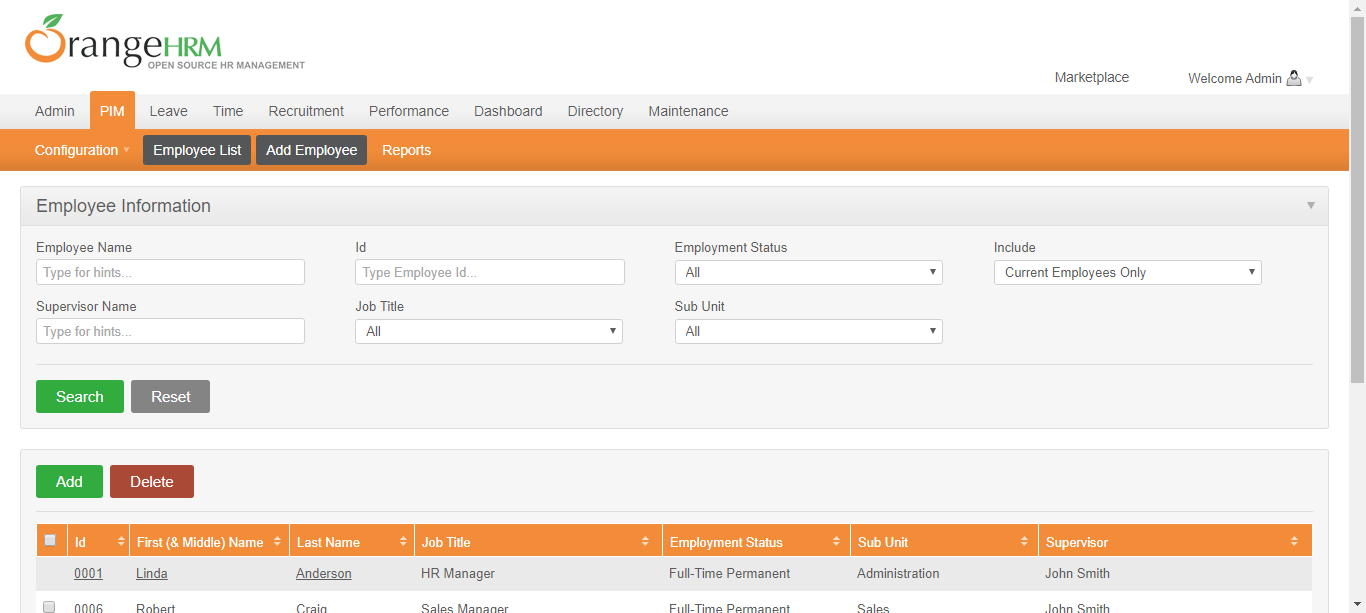 OrangeHRM
OPEN SOURCE HR MANAGEMENT
Marketplace Welcome Admin
Admin PIM Leave Time Recruitment Performance Dashboard Directory Maintenance
Configuration Employee List Add Employee Reports
Employee Information
Employee Name Id Employment Status Include
Type for hints... Type Employee Id... All Current Employees Only
Supervisor Name Job Title Sub Unit
Type for hints... All All
Search Reset
Add Delete
Id First (& Middle) Name Last Name Job Title Employment Status Sub Unit Supervisor
0001 Linda Anderson HR Manager Full-Time Permanent Administration John Smith
0006 Robert Craig Sales Manager Full-Time Permanent Sales John Smith